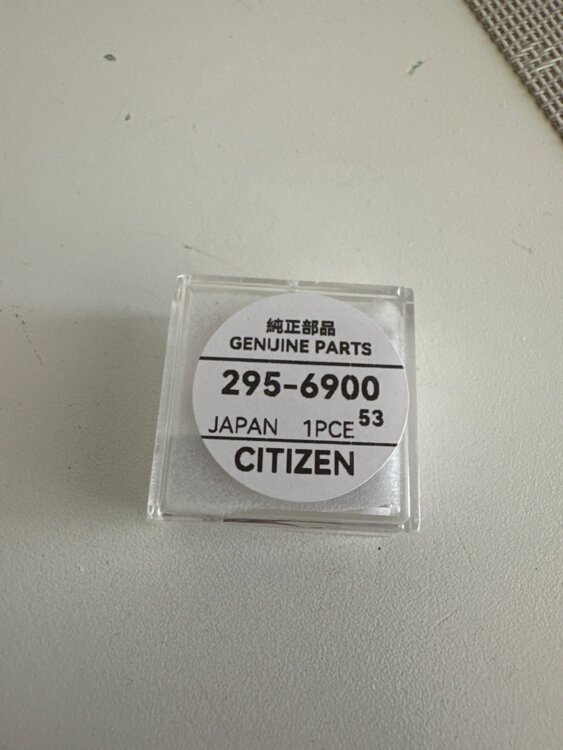 純正部品
GENUINE PARTS
295-6900
JAPAN 1PCE 53
CITIZEN